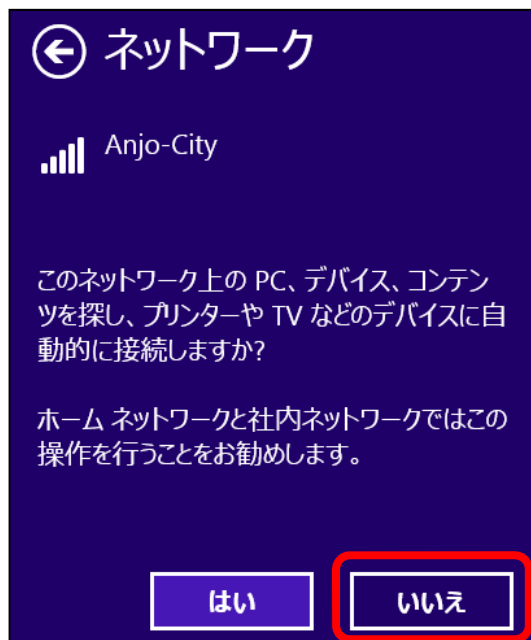 ネットワーク
Anjo-City
このネットワーク上の PC、デバイス、コンテン
ツを探し、プリンターや TV などのデバイスに自
動的に接続しますか?
ホーム ネットワークと社内ネットワークではこの
操作を行うことをお勧めします。
はい
いいえ